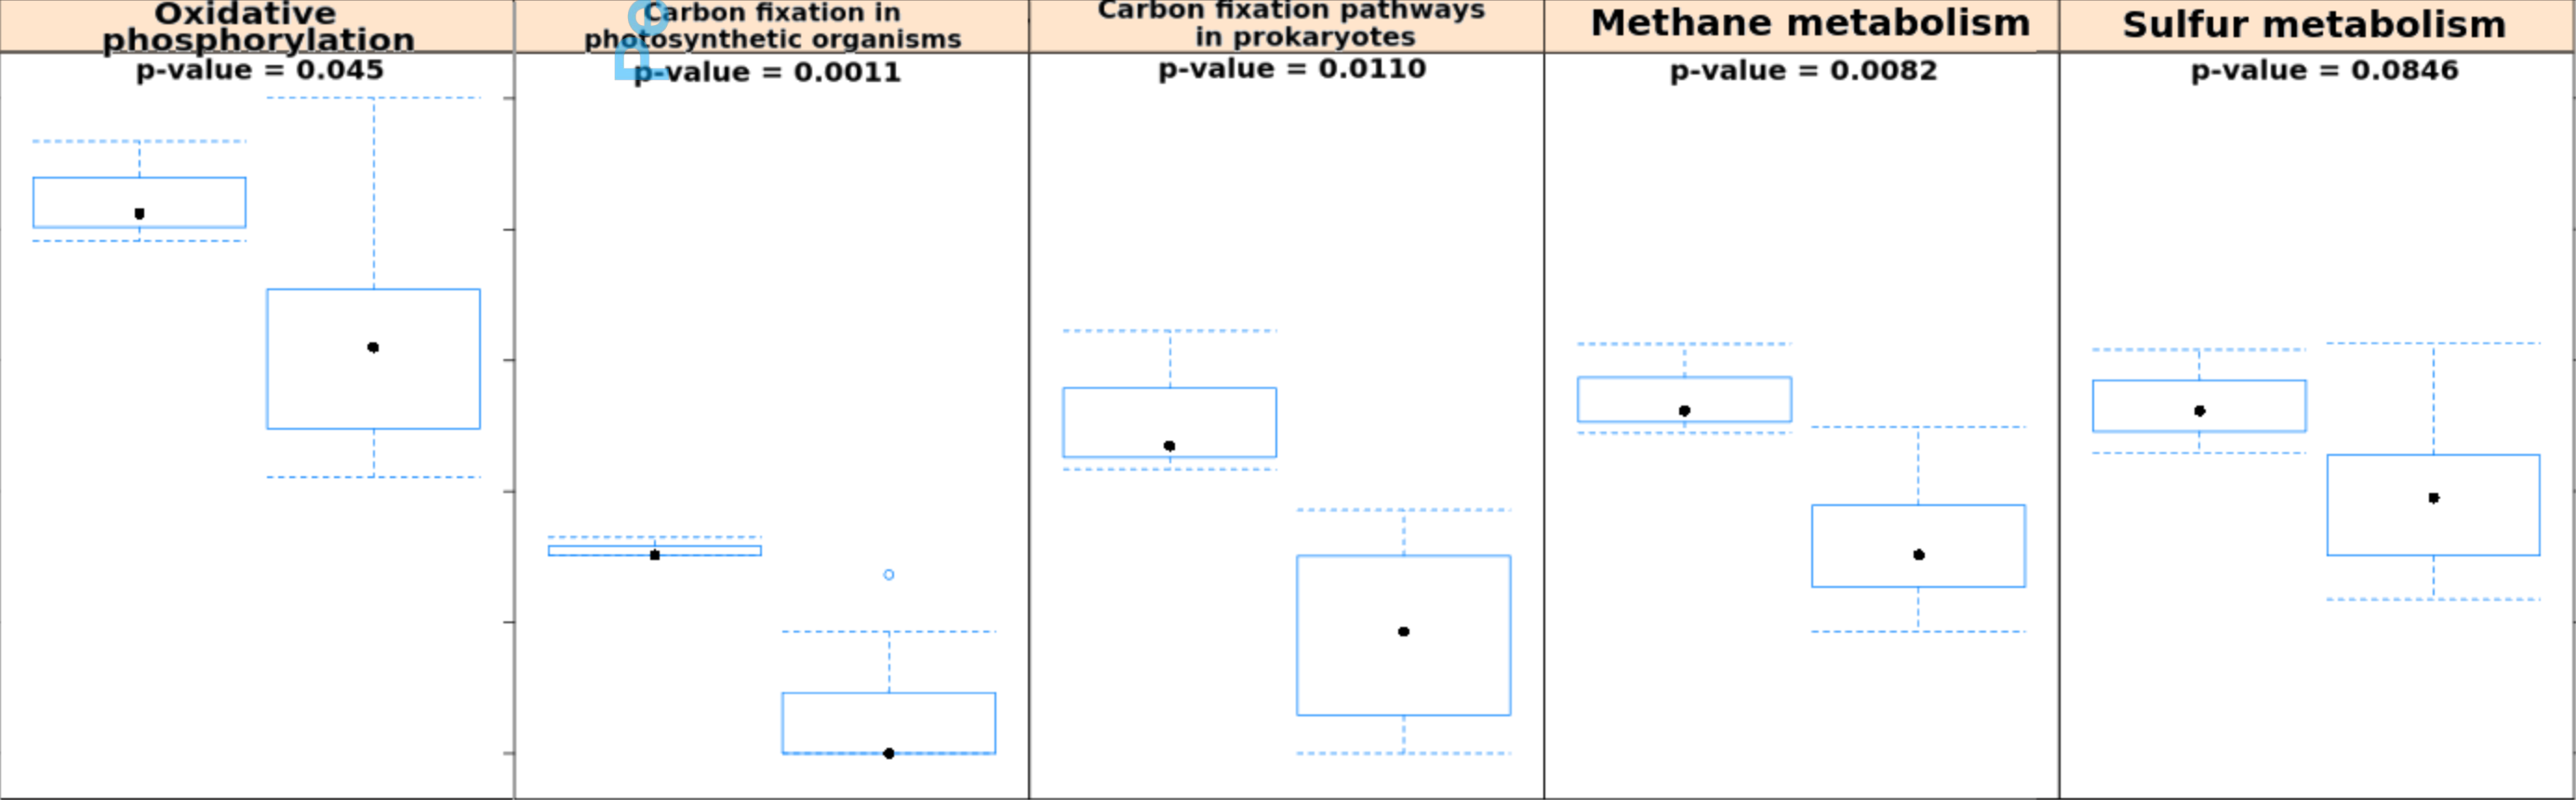 Oxidative
phosphorylation
p-value = 0.045
Carbon fixation in
photosynthetic organisms
p-value = 0.0011
Carbon fixation pathways
in prokaryotes
p-value = 0.0110
Methane metabolism
p-value = 0.0082
Sulfur metabolism
p-value = 0.0846